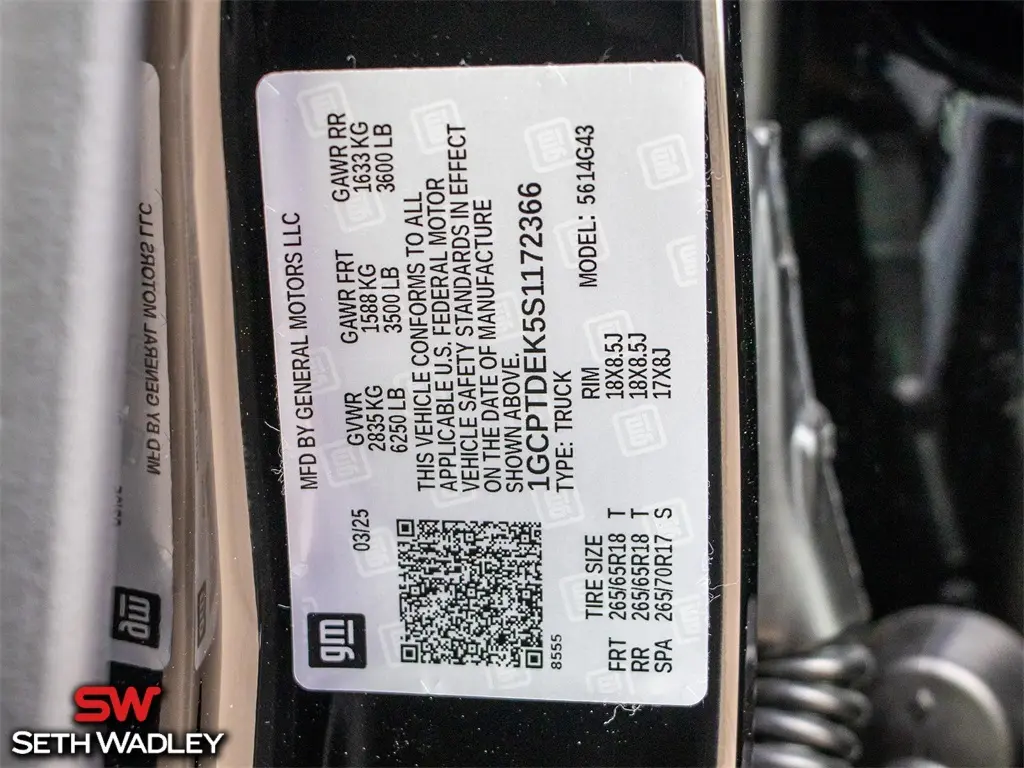 MFD BY GENERAL MOTORS LLC
03/25
GVWR GAWR FRT GAWR RR
2835 KG 1588 KG 1633 KG
6250 LB 3500 LB 3600 LB
THIS VEHICLE CONFORMS TO ALL
APPLICABLE U.S. FEDERAL MOTOR
VEHICLE SAFETY STANDARDS IN EFFECT
ON THE DATE OF MANUFACTURE
SHOWN ABOVE.
1GCPTDEK5S1172366
TYPE: TRUCK MODEL: 5614G43
gm
8555
TIRE SIZE RIM
FRT 265/65R18 T 18X8.5J
RR 265/65R18 T 18X8.5J
SPA 265/70R17 S 17X8J
MFD BY GENERAL MOTORS LLC
gm
SW
SETH WADLEY